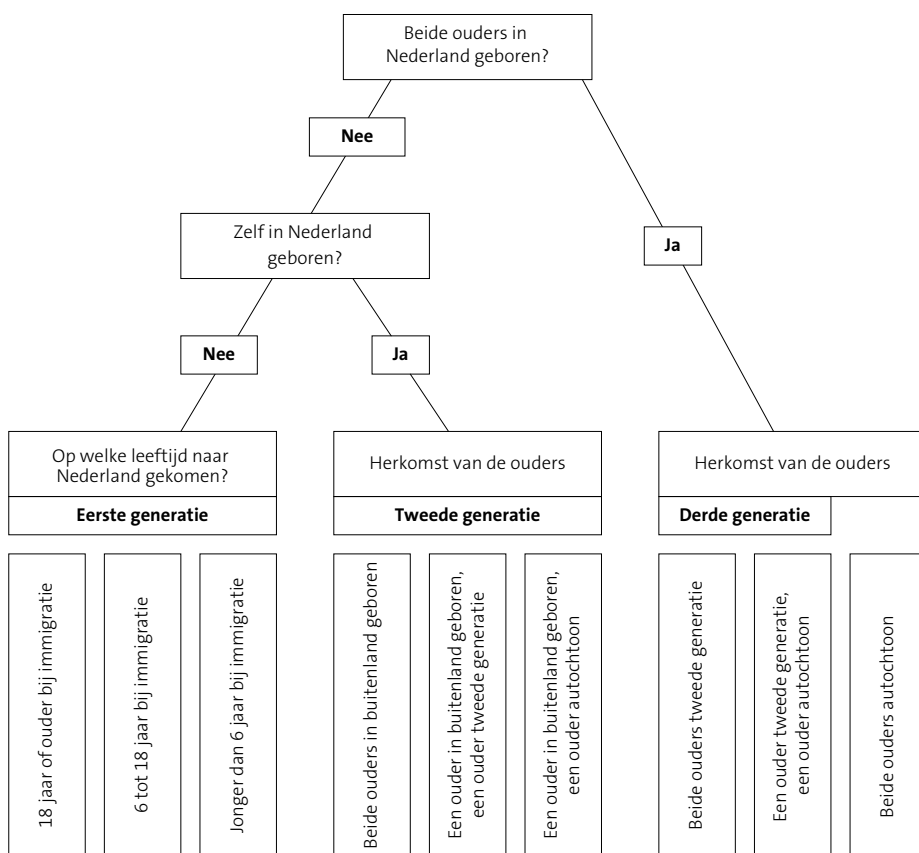 Beide ouders in
Nederland geboren?
Nee
Zelf in Nederland
geboren?
Ja
Nee
Ja
Op welke leeftijd naar
Nederland gekomen?
Herkomst van de ouders
Herkomst van de ouders
Eerste generatie
Tweede generatie
Derde generatie
18 jaar of ouder bij immigratie
6 tot 18 jaar bij immigratie
Jonger dan 6 jaar bij immigratie
Beide ouders in buitenland geboren
Een ouder in buitenland geboren,
een ouder tweede generatie
Een ouder in buitenland geboren,
een ouder autochtoon
Beide ouders tweede generatie
Een ouder tweede generatie,
een ouder autochtoon
Beide ouders autochtoon